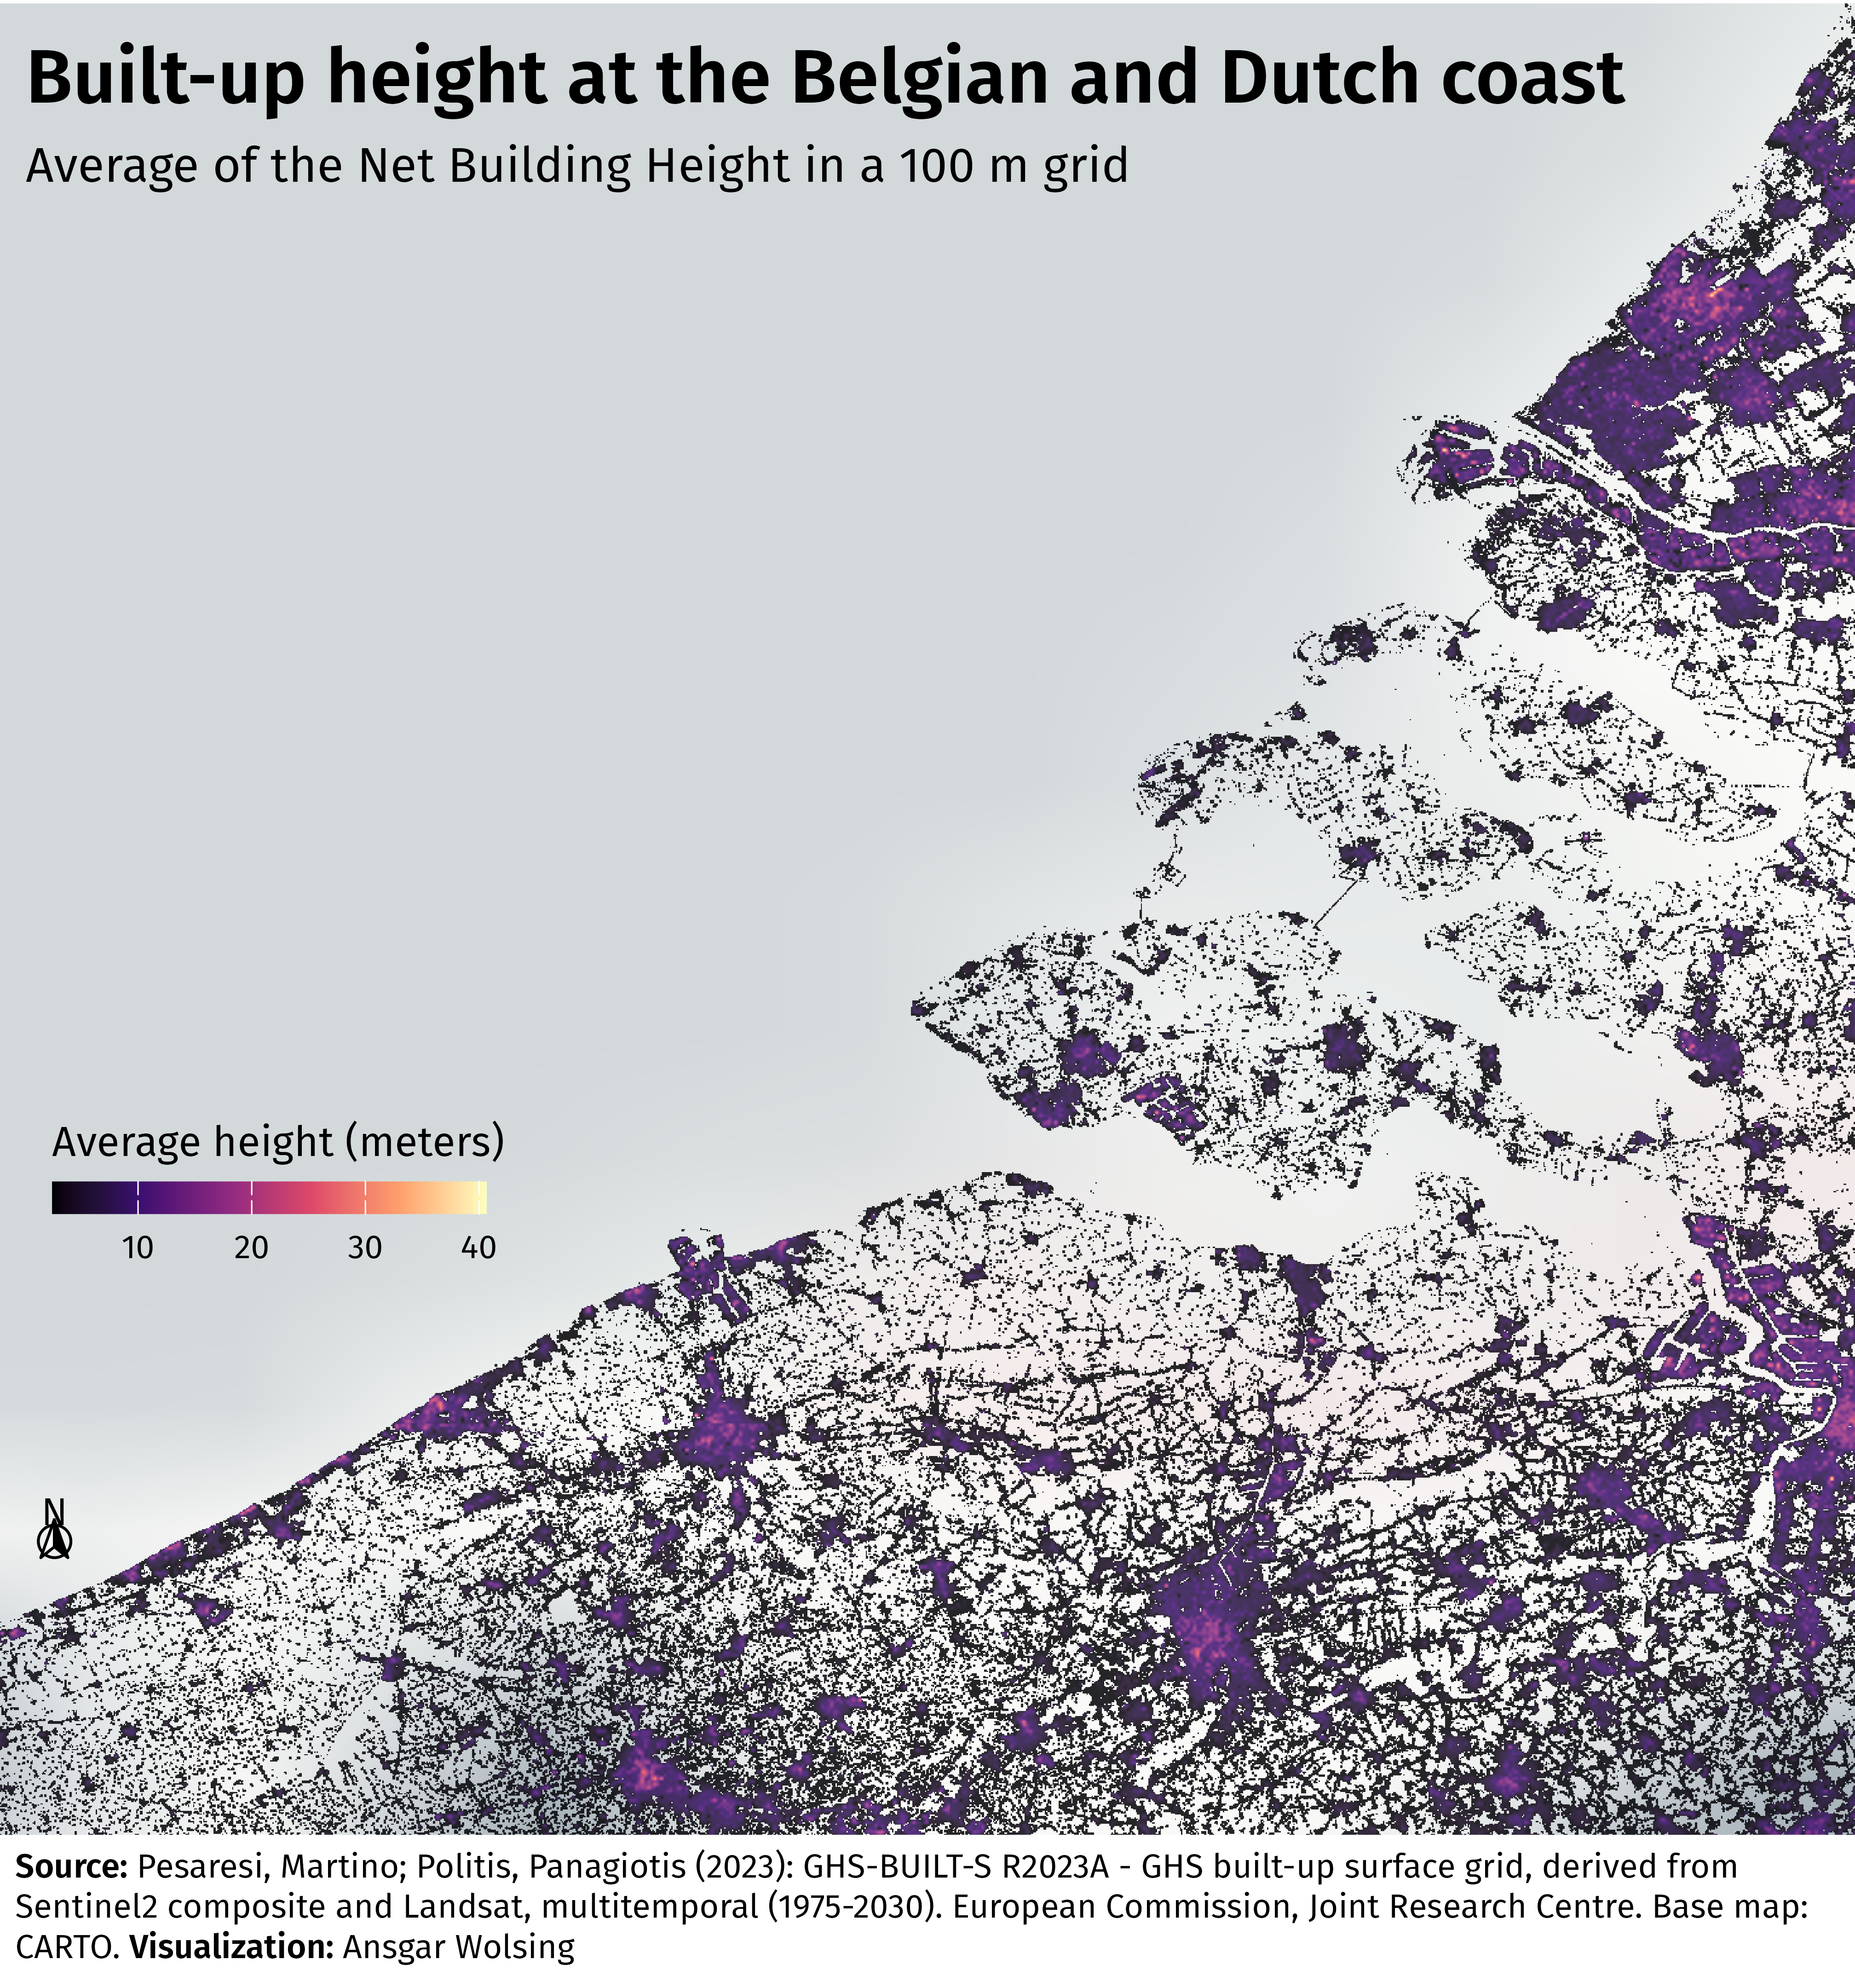 Built-up height at the Belgian and Dutch coast
Average of the Net Building Height in a 100 m grid
Average height (meters)
10 20 30 40
N
Source: Pesaresi, Martino; Politis, Panagiotis (2023): GHS-BUILT-S R2023A - GHS built-up surface grid, derived from
Sentinel2 composite and Landsat, multitemporal (1975-2030). European Commission, Joint Research Centre. Base map:
CARTO. Visualization: Ansgar Wolsing